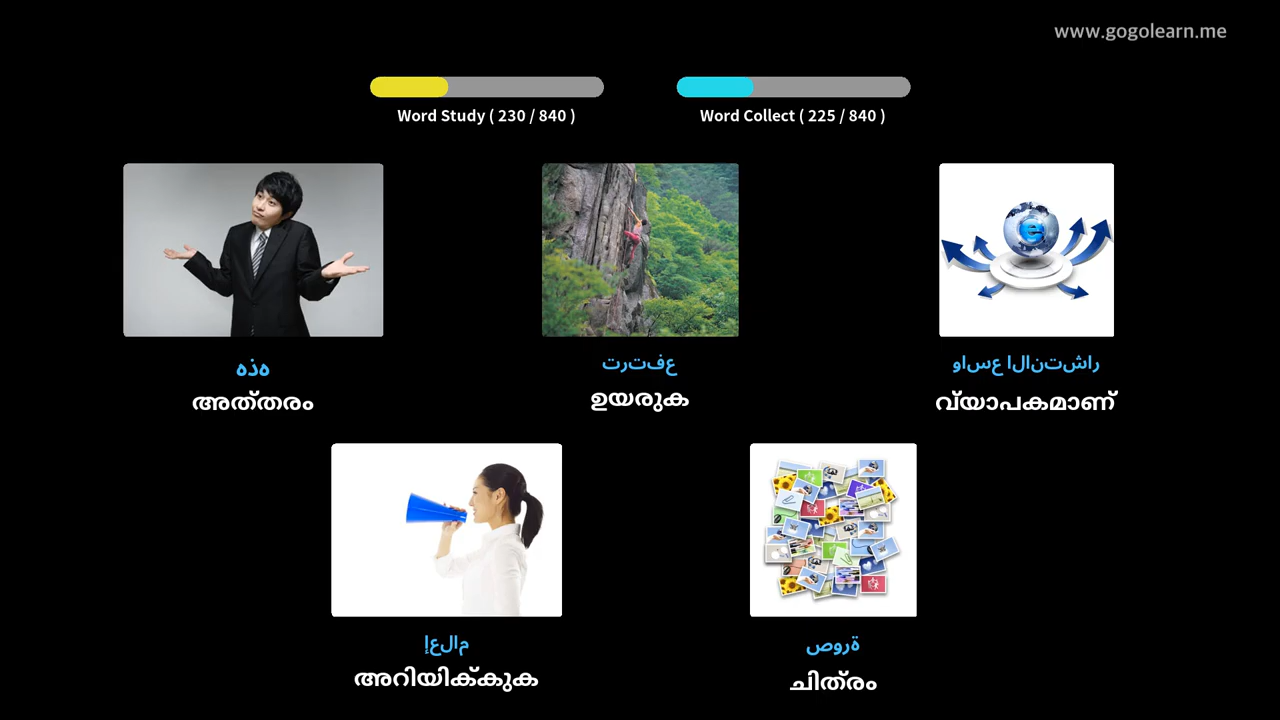 www.gogolearn.me
Word Study ( 230 / 840 )
Word Collect ( 225 / 840 )
هذه
അത്തരം
ترتفع
ഉയരുക
واسع الانتشار
വ്യാപകമാണ്
إعلام
അറിയിക്കുക
صورة
ചിത്രം